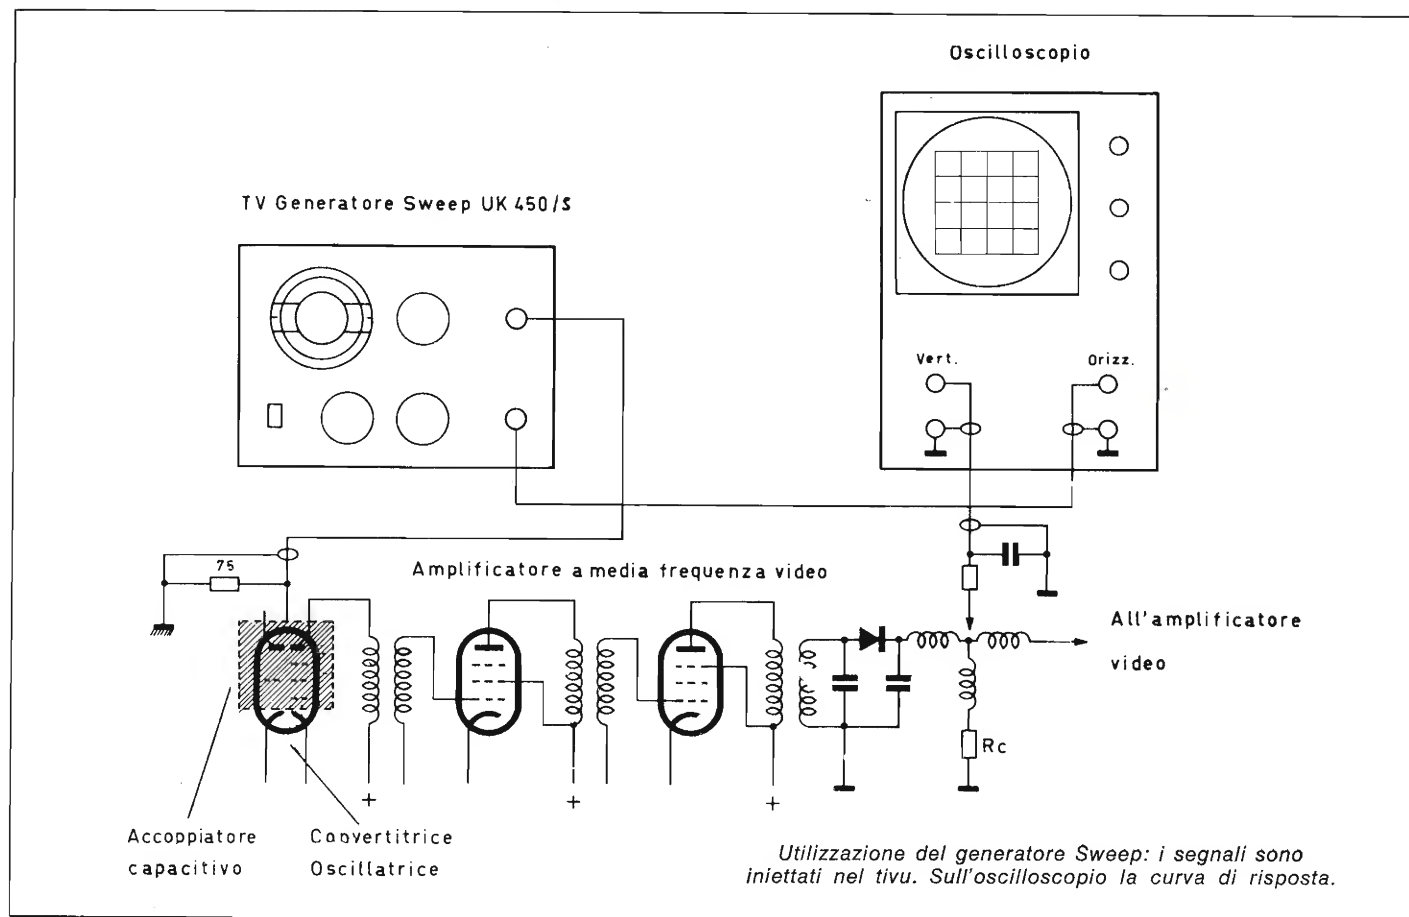 Oscilloscopio
TV Generatore Sweep UK 450/S
Vert.
Orizz.
75
Amplificatore a media frequenza video
All'amplificatore
video
Rc
+
+
+
Accoppiatore
capacitivo
Convertitrice
Oscillatrice
Utilizzazione del generatore Sweep: i segnali sono
iniettati nel tivu. Sull'oscilloscopio la curva di risposta.